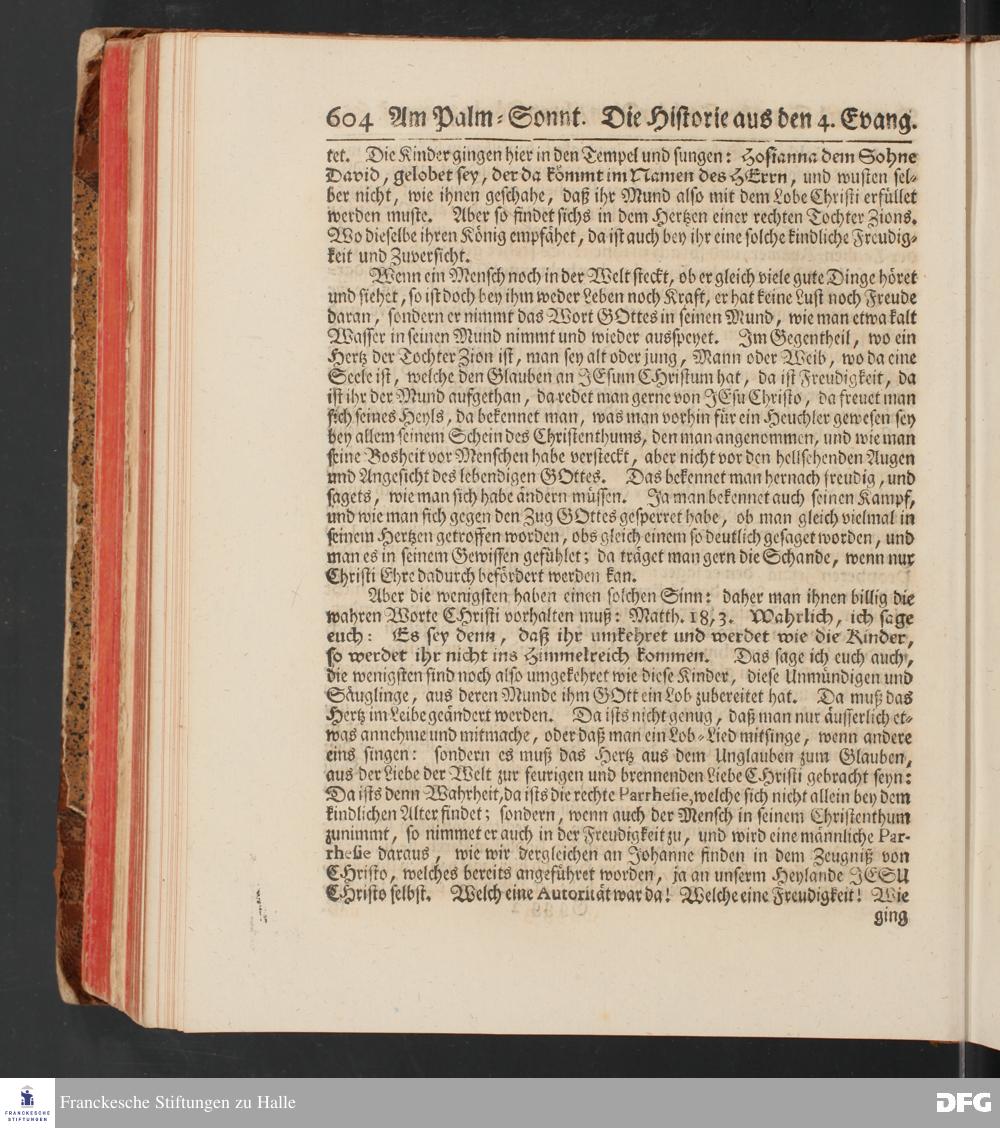 604 Am Palm-Sonnt. Die Historie aus den 4. Evang.
tet. Die Kinder gingen hier in den Tempel und sungen: Hosianna dem Sohne
David, gelobet sey, der da kömmt im Namen des HErrn, und wusten sel-
ber nicht, wie ihnen geschahe, daß ihr Mund also mit dem Lobe Christi erfüllet
werden muste. Aber so findet sichs in dem Hertzen einer rechten Tochter Zions.
Wo dieselbe ihren König empfähet, da ist auch bey ihr eine solche kindliche Freudig-
keit und Zuversicht.
Wenn ein Mensch noch in der Welt steckt, ob er gleich viele gute Dinge höret
und siehet, so ist doch bey ihm weder Leben noch Kraft, er hat keine Lust noch Freude
daran, sondern er nimmt das Wort GOttes in seinen Mund, wie man etwa kalt
Wasser in seinen Mund nimmt und wieder ausspeyet. Im Gegentheil, wo ein
Hertz der Tochter Zion ist, man sey alt oder jung, Mann oder Weib, wo da eine
Seele ist, welche den Glauben an JEsum CHristum hat, da ist Freudigkeit, da
ist ihr der Mund aufgethan, da redet man gerne von JEsu Christo, da freuet man
sich seines Heyls, da bekennet man, was man vorhin für ein Heuchler gewesen sey
bey allem seinem Schein des Christenthums, den man angenommen, und wie man
seine Bosheit vor Menschen habe versteckt, aber nicht vor den hellsehenden Augen
und Angesicht des lebendigen GOttes. Das bekennet man hernach freudig, und
sagets, wie man sich habe ändern müssen. Ja man bekennet auch seinen Kampf,
und wie man sich gegen den Zug GOttes gesperret habe, ob man gleich vielmal in
seinem Hertzen getroffen worden, obs gleich einem so deutlich gesaget worden, und
man es in seinem Gewissen gefühlet; da träget man gern die Schande, wenn nur
Christi Ehre dadurch befördert werden kan.
Aber die wenigsten haben einen solchen Sinn: daher man ihnen billig die
wahren Worte CHristi vorhalten muß: Matth. 18, 3. Wahrlich, ich sage
euch: Es sey denn, daß ihr umkehret und werdet wie die Kinder,
so werdet ihr nicht ins Himmelreich kommen. Das sage ich euch auch,
die wenigsten sind noch also umgekehret wie diese Kinder, diese Unmündigen und
Säuglinge, aus deren Munde ihm GOtt ein Lob zubereitet hat. Da muß das
Hertz im Leibe geändert werden. Da ists nicht genug, daß man nur äusserlich et-
was annehme und mitmache, oder daß man ein Lob-Lied mitsinge, wenn andere
eins singen: sondern es muß das Hertz aus dem Unglauben zum Glauben,
aus der Liebe der Welt zur feurigen und brennenden Liebe CHristi gebracht seyn:
Da ists denn Wahrheit, da ists die rechte Parrhesie, welche sich nicht allein bey dem
kindlichen Alter findet; sondern, wenn auch der Mensch in seinem Christenthum
zunimmt, so nimmet er auch in der Freudigkeit zu, und wird eine männliche Par-
rhesie daraus, wie wir dergleichen an Johanne finden in dem Zeugniß von
CHristo, welches bereits angeführet worden, ja an unserm Heylande JESU
CHristo selbst. Welch eine Autorität war da! Welche eine Freudigkeit! Wie
ging
FRANCKESCHE
STIFTUNGEN
Franckesche Stiftungen zu Halle
DFG